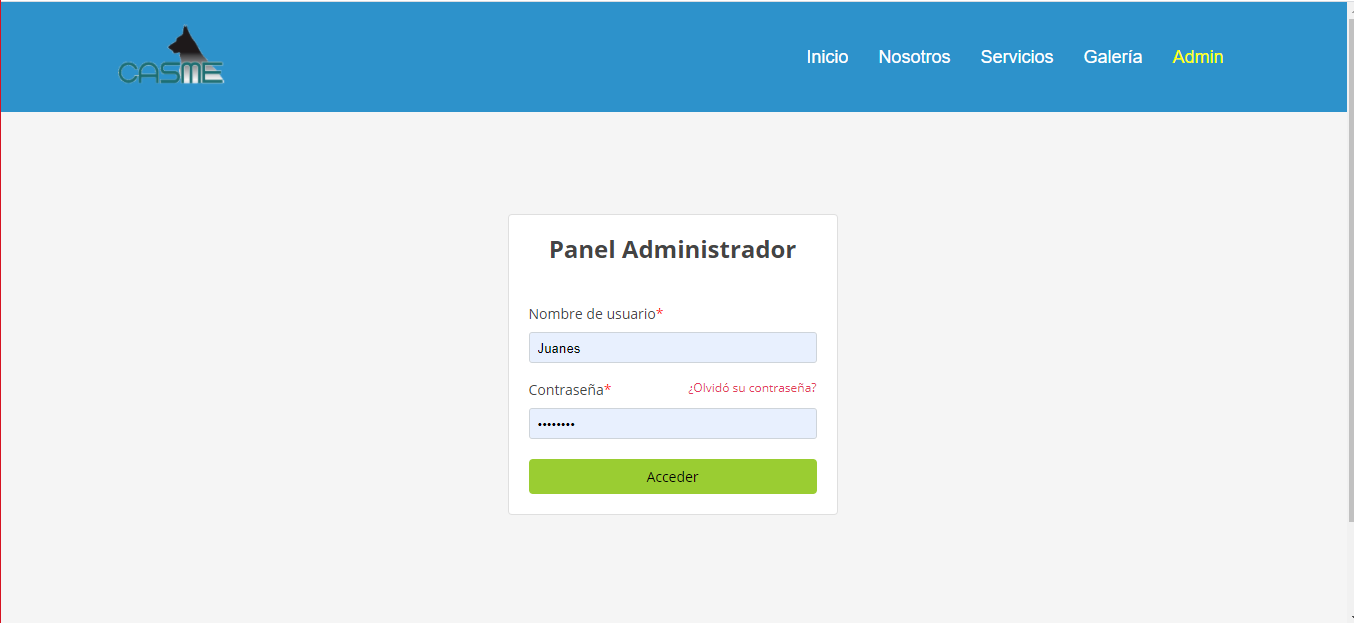 CASME
Inicio Nosotros Servicios Galería Admin
Panel Administrador
Nombre de usuario*
Juanes
Contraseña* ¿Olvidó su contraseña?
••••••••
Acceder